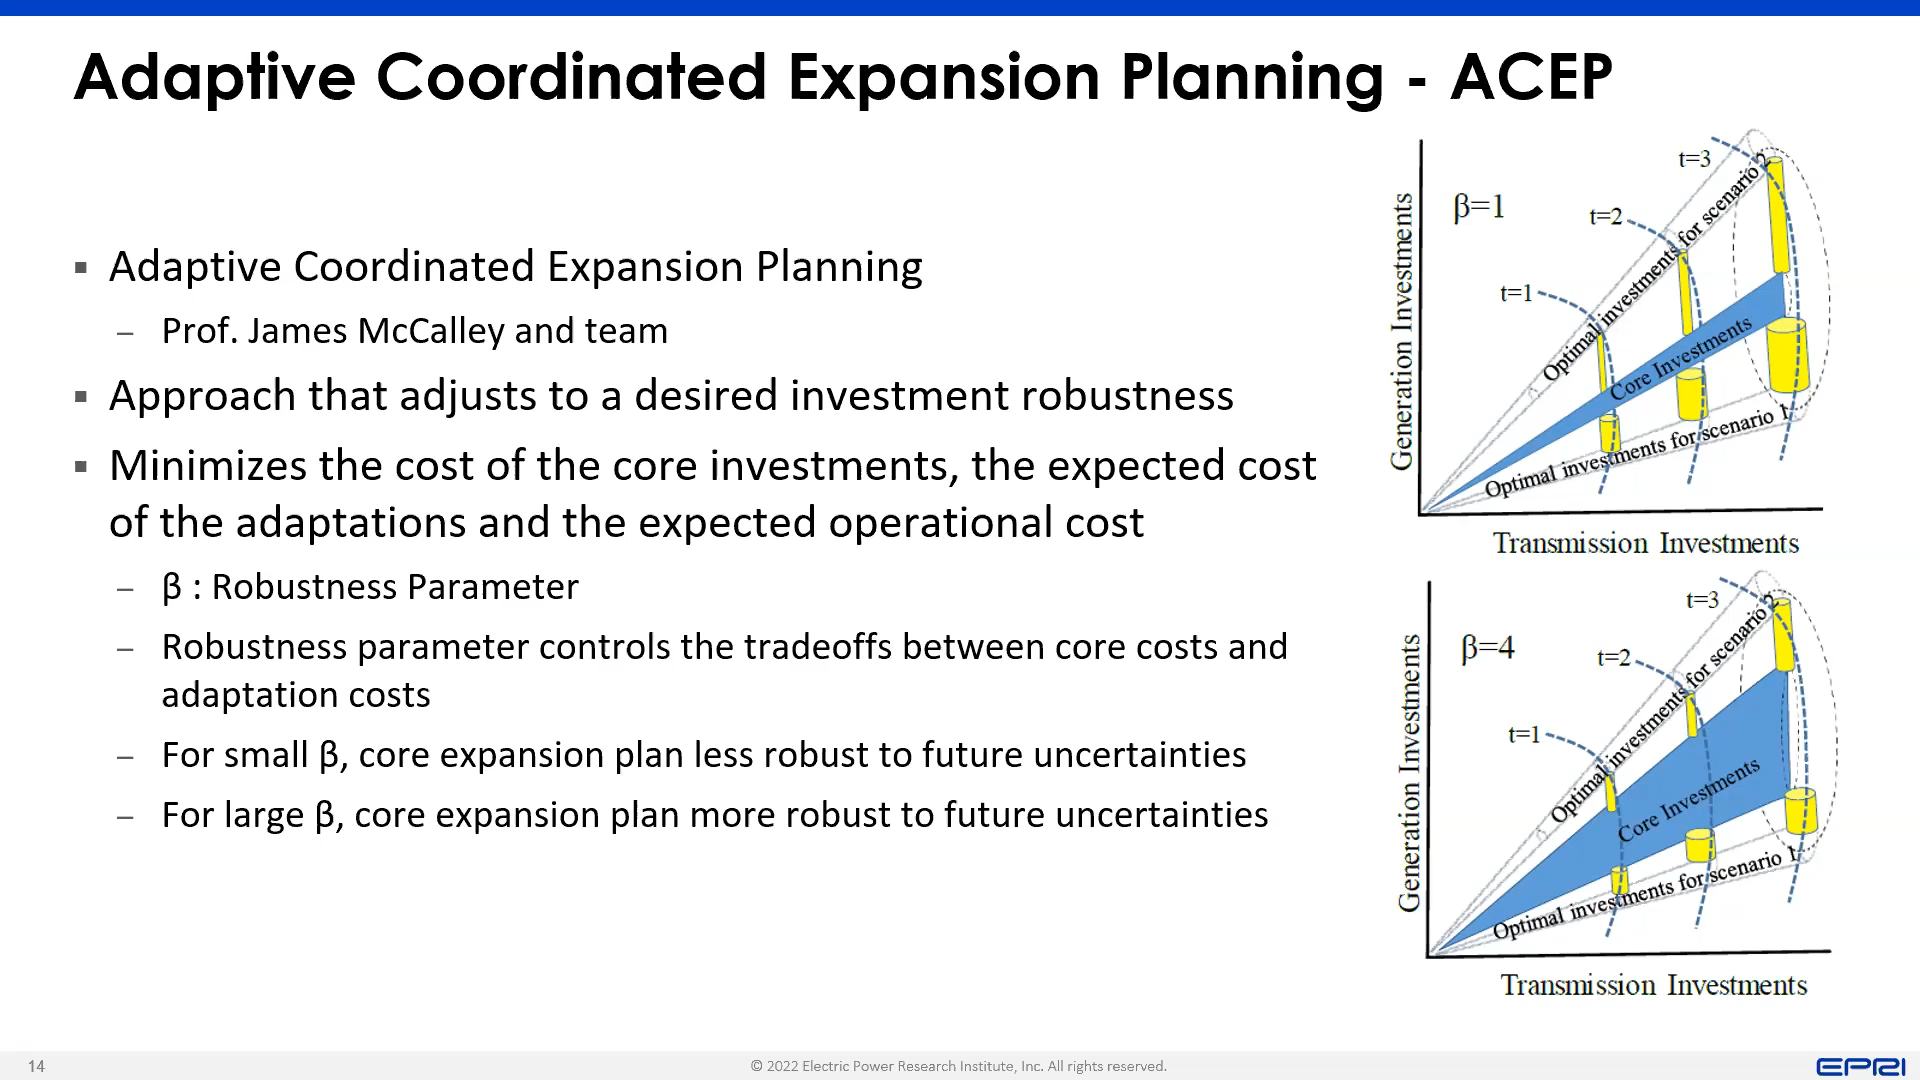 Adaptive Coordinated Expansion Planning - ACEP
▪ Adaptive Coordinated Expansion Planning
– Prof. James McCalley and team
▪ Approach that adjusts to a desired investment robustness
▪ Minimizes the cost of the core investments, the expected cost
of the adaptations and the expected operational cost
– β : Robustness Parameter
– Robustness parameter controls the tradeoffs between core costs and
adaptation costs
– For small β, core expansion plan less robust to future uncertainties
– For large β, core expansion plan more robust to future uncertainties
Generation Investments
β=1
t=3
t=2
t=1
Optimal investments for scenario 2
Core Investments
Optimal investments for scenario 1
Transmission Investments
Generation Investments
β=4
t=3
t=2
t=1
Optimal investments for scenario 2
Core Investments
Optimal investments for scenario 1
Transmission Investments
14
© 2022 Electric Power Research Institute, Inc. All rights reserved.
EPRI